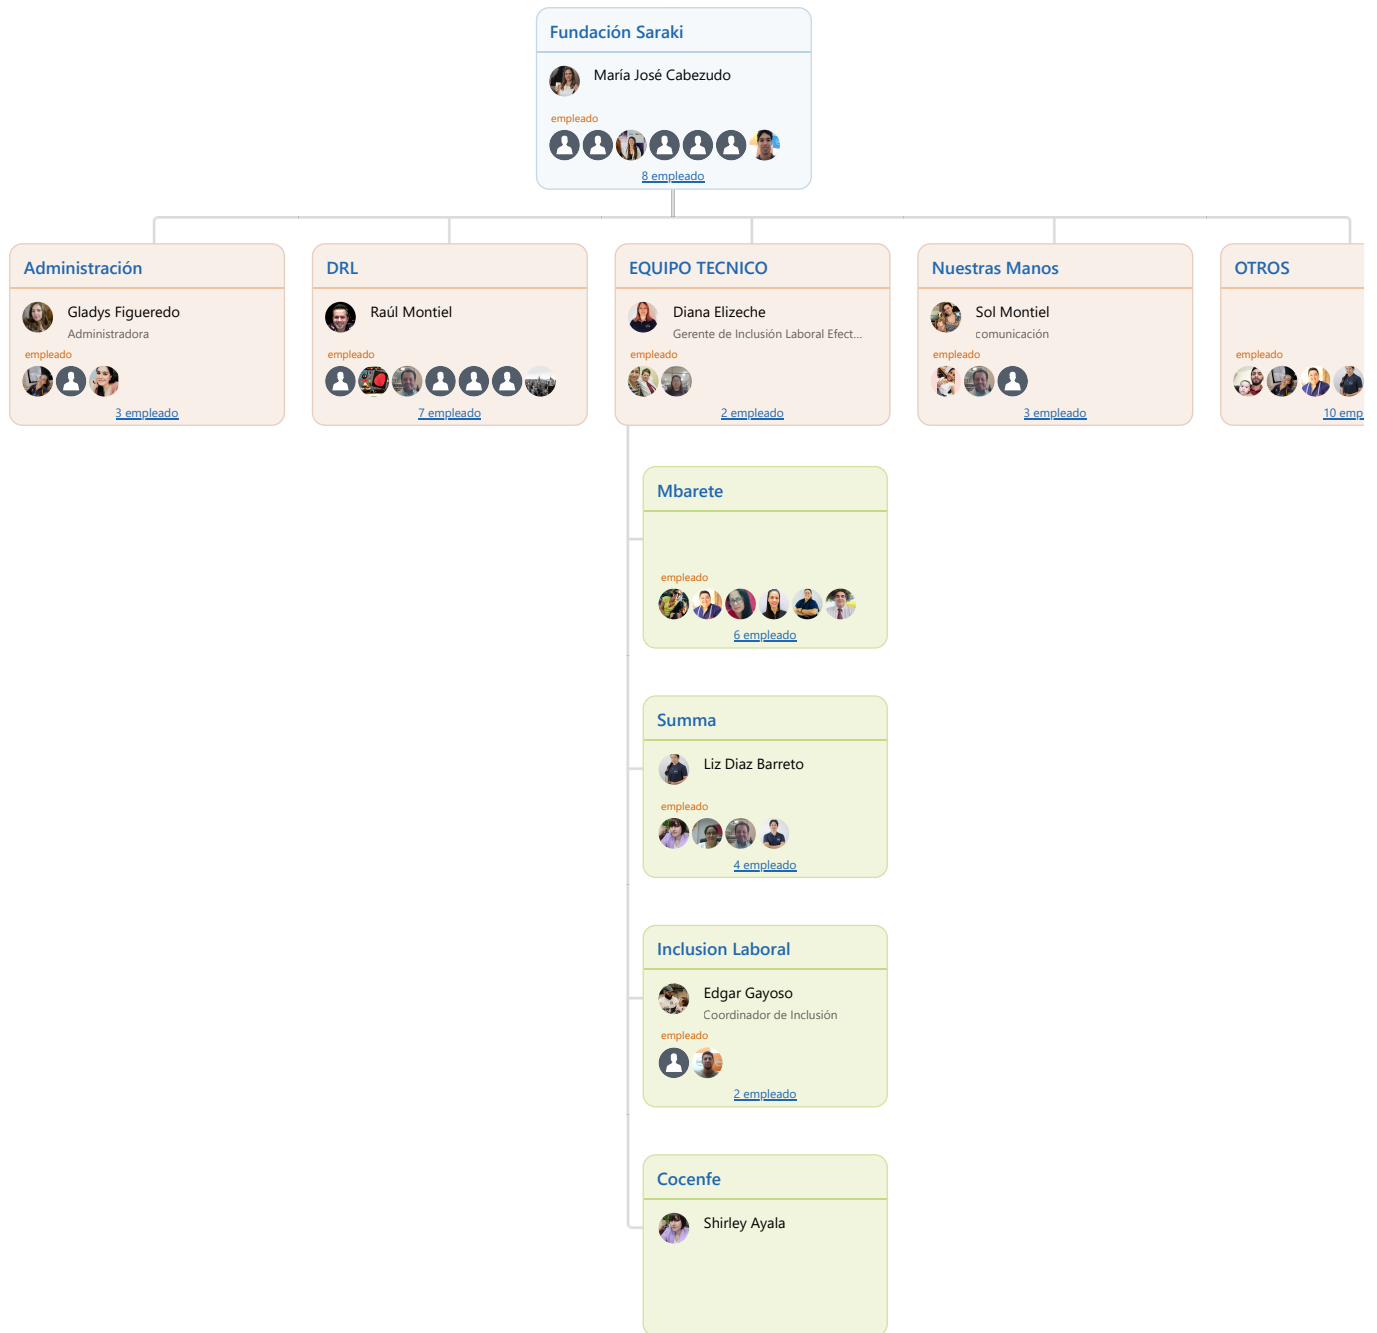 Fundación Saraki
María José Cabezudo
empleado
8 empleado
Administración
Gladys Figueredo
Administradora
empleado
3 empleado
DRL
Raúl Montiel
empleado
7 empleado
EQUIPO TECNICO
Diana Elizeche
Gerente de Inclusión Laboral Efect...
empleado
2 empleado
Nuestras Manos
Sol Montiel
comunicación
empleado
3 empleado
OTROS
empleado
10 emp
Mbarete
empleado
6 empleado
Summa
Liz Diaz Barreto
empleado
4 empleado
Inclusion Laboral
Edgar Gayoso
Coordinador de Inclusión
empleado
2 empleado
Cocenfe
Shirley Ayala